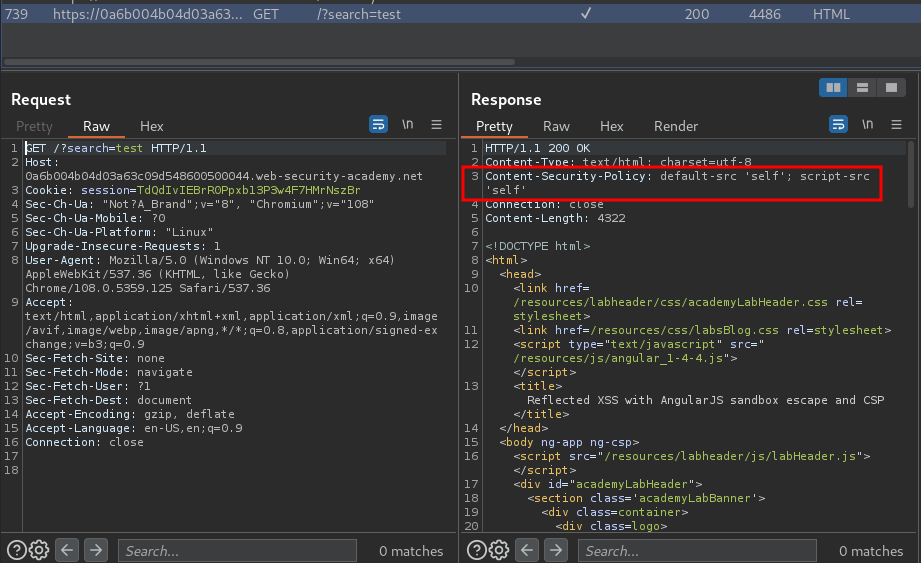 739 https://0a6b004b04d03a63... GET /?search=test ✓ 200 4486 HTML
Request
Pretty Raw Hex
\n
1 GET /?search=test HTTP/1.1
2 Host:
0a6b004b04d03a63c09d548600500044.web-security-academy.net
3 Cookie: session=TdQdIvIEBrROPpxb13P3w4F7HMrNszBr
4 Sec-Ch-Ua: "Not?A_Brand";v="8", "Chromium";v="108"
5 Sec-Ch-Ua-Mobile: ?0
6 Sec-Ch-Ua-Platform: "Linux"
7 Upgrade-Insecure-Requests: 1
8 User-Agent: Mozilla/5.0 (Windows NT 10.0; Win64; x64)
AppleWebKit/537.36 (KHTML, like Gecko)
Chrome/108.0.5359.125 Safari/537.36
9 Accept:
text/html,application/xhtml+xml,application/xml;q=0.9,image
/avif,image/webp,image/apng,*/*;q=0.8,application/signed-ex
change;v=b3;q=0.9
10 Sec-Fetch-Site: none
11 Sec-Fetch-Mode: navigate
12 Sec-Fetch-User: ?1
13 Sec-Fetch-Dest: document
14 Accept-Encoding: gzip, deflate
15 Accept-Language: en-US,en;q=0.9
16 Connection: close
17
18
Search...
0 matches
Response
Pretty Raw Hex Render
\n
1 HTTP/1.1 200 OK
2 Content-Type: text/html; charset=utf-8
3 Content-Security-Policy: default-src 'self'; script-src
'self'
4 Connection: close
5 Content-Length: 4322
6
7 <!DOCTYPE html>
8 <html>
9 <head>
10 <link href=
/resources/labheader/css/academyLabHeader.css rel=
stylesheet>
11 <link href=/resources/css/labsBlog.css rel=stylesheet>
12 <script type="text/javascript" src="
/resources/js/angular_1-4-4.js">
</script>
13 <title>
Reflected XSS with AngularJS sandbox escape and CSP
</title>
14 </head>
15 <body ng-app ng-csp>
16 <script src="/resources/labheader/js/labHeader.js">
</script>
17 <div id="academyLabHeader">
18 <section class='academyLabBanner'>
19 <div class=container>
20 <div class=logo>
Search...
0 matches